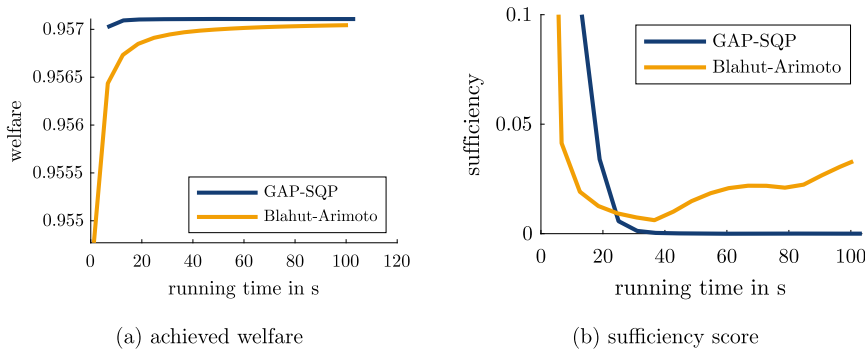 0.957
0.9565
0.956
0.9555
0.955
welfare
GAP-SQP
Blahut-Arimoto
0 20 40 60 80 100 120
running time in s
(a) achieved welfare
0.1
0.05
0
sufficiency
GAP-SQP
Blahut-Arimoto
0 20 40 60 80 100
running time in s
(b) sufficiency score